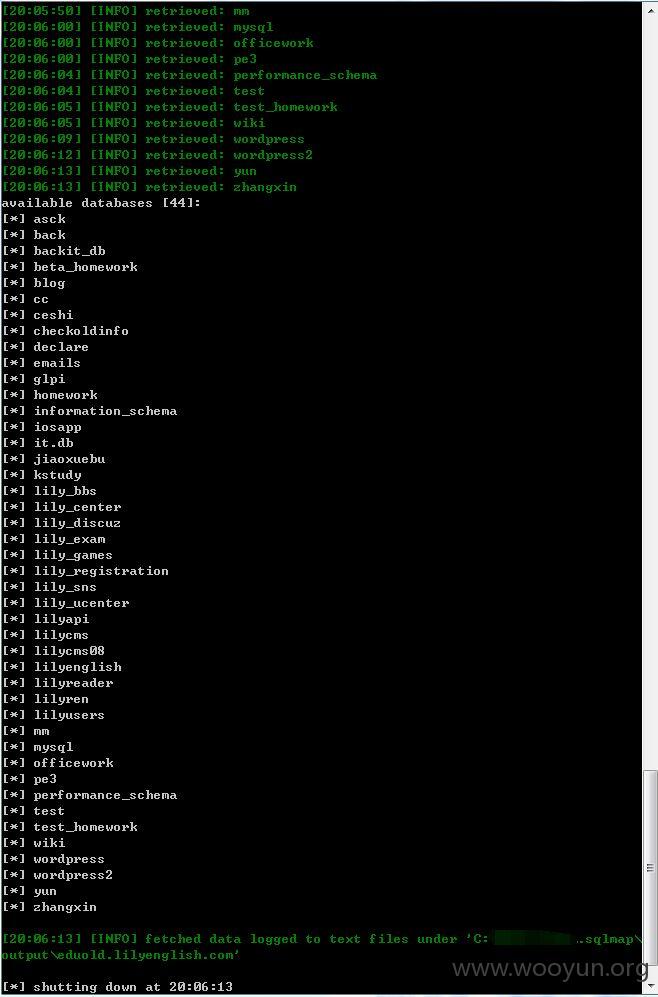 [20:05:50] [INFO] retrieved: mm
[20:06:00] [INFO] retrieved: mysql
[20:06:00] [INFO] retrieved: officework
[20:06:00] [INFO] retrieved: pe3
[20:06:04] [INFO] retrieved: performance_schema
[20:06:04] [INFO] retrieved: test
[20:06:05] [INFO] retrieved: test_homework
[20:06:05] [INFO] retrieved: wiki
[20:06:09] [INFO] retrieved: wordpress
[20:06:12] [INFO] retrieved: wordpress2
[20:06:13] [INFO] retrieved: yun
[20:06:13] [INFO] retrieved: zhangxin
available databases [44]:
[*] asck
[*] back
[*] backit_db
[*] beta_homework
[*] blog
[*] cc
[*] ceshi
[*] checkoldinfo
[*] declare
[*] emails
[*] glpi
[*] homework
[*] information_schema
[*] iosapp
[*] it.db
[*] jiaoxuebu
[*] kstudy
[*] lily_bbs
[*] lily_center
[*] lily_discuz
[*] lily_exam
[*] lily_games
[*] lily_registration
[*] lily_sns
[*] lily_ucenter
[*] lilyapi
[*] lilycms
[*] lilycms08
[*] lilyenglish
[*] lilyreader
[*] lilyren
[*] lilyusers
[*] mm
[*] mysql
[*] officework
[*] pe3
[*] performance_schema
[*] test
[*] test_homework
[*] wiki
[*] wordpress
[*] wordpress2
[*] yun
[*] zhangxin
[20:06:13] [INFO] fetched data logged to text files under 'C: .sqlmap\
output\eduold.lilyenglish.com'
www.wooyun.org
[*] shutting down at 20:06:13